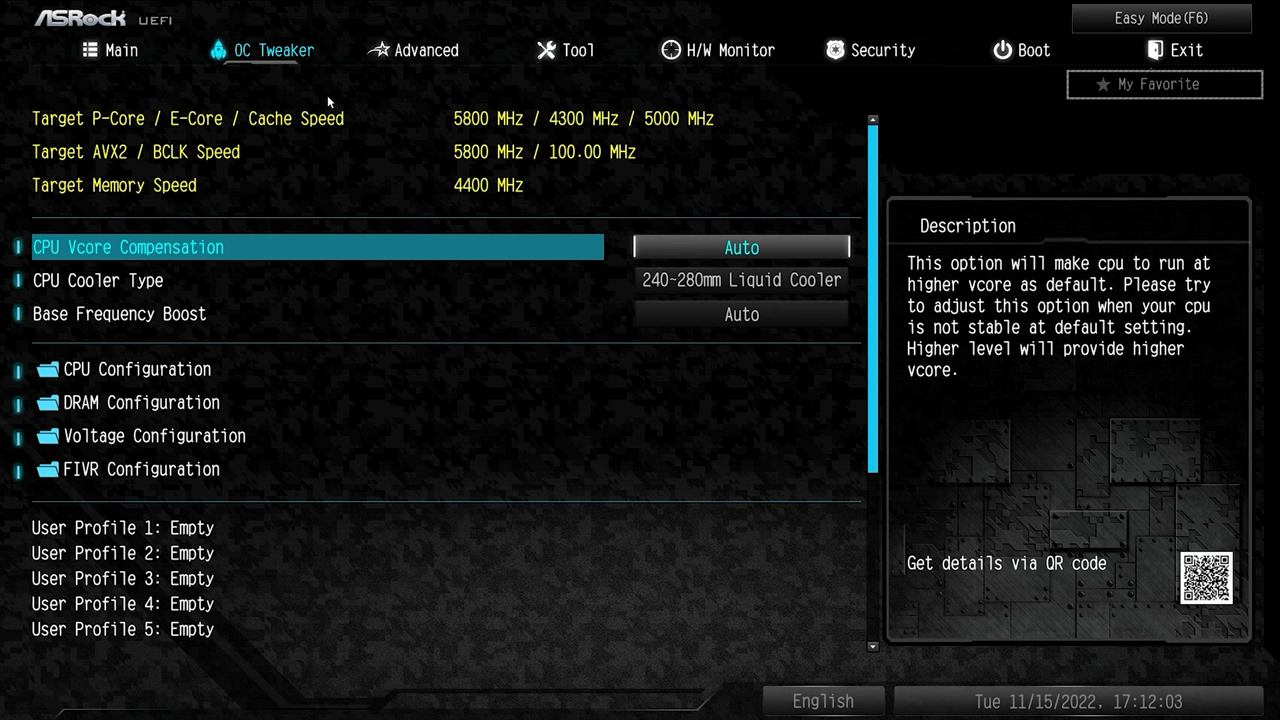 ASRock UEFI
Easy Mode(F6)
Main OC Tweaker Advanced Tool H/W Monitor Security Boot Exit
My Favorite
Target P-Core / E-Core / Cache Speed 5800 MHz / 4300 MHz / 5000 MHz
Target AVX2 / BCLK Speed 5800 MHz / 100.00 MHz
Target Memory Speed 4400 MHz
CPU Vcore Compensation Auto
CPU Cooler Type 240~280mm Liquid Cooler
Base Frequency Boost Auto
CPU Configuration
DRAM Configuration
Voltage Configuration
FIVR Configuration
User Profile 1: Empty
User Profile 2: Empty
User Profile 3: Empty
User Profile 4: Empty
User Profile 5: Empty
Description
This option will make cpu to run at
higher vcore as default. Please try
to adjust this option when your cpu
is not stable at default setting.
Higher level will provide higher
vcore.
Get details via QR code
English
Tue 11/15/2022, 17:12:03